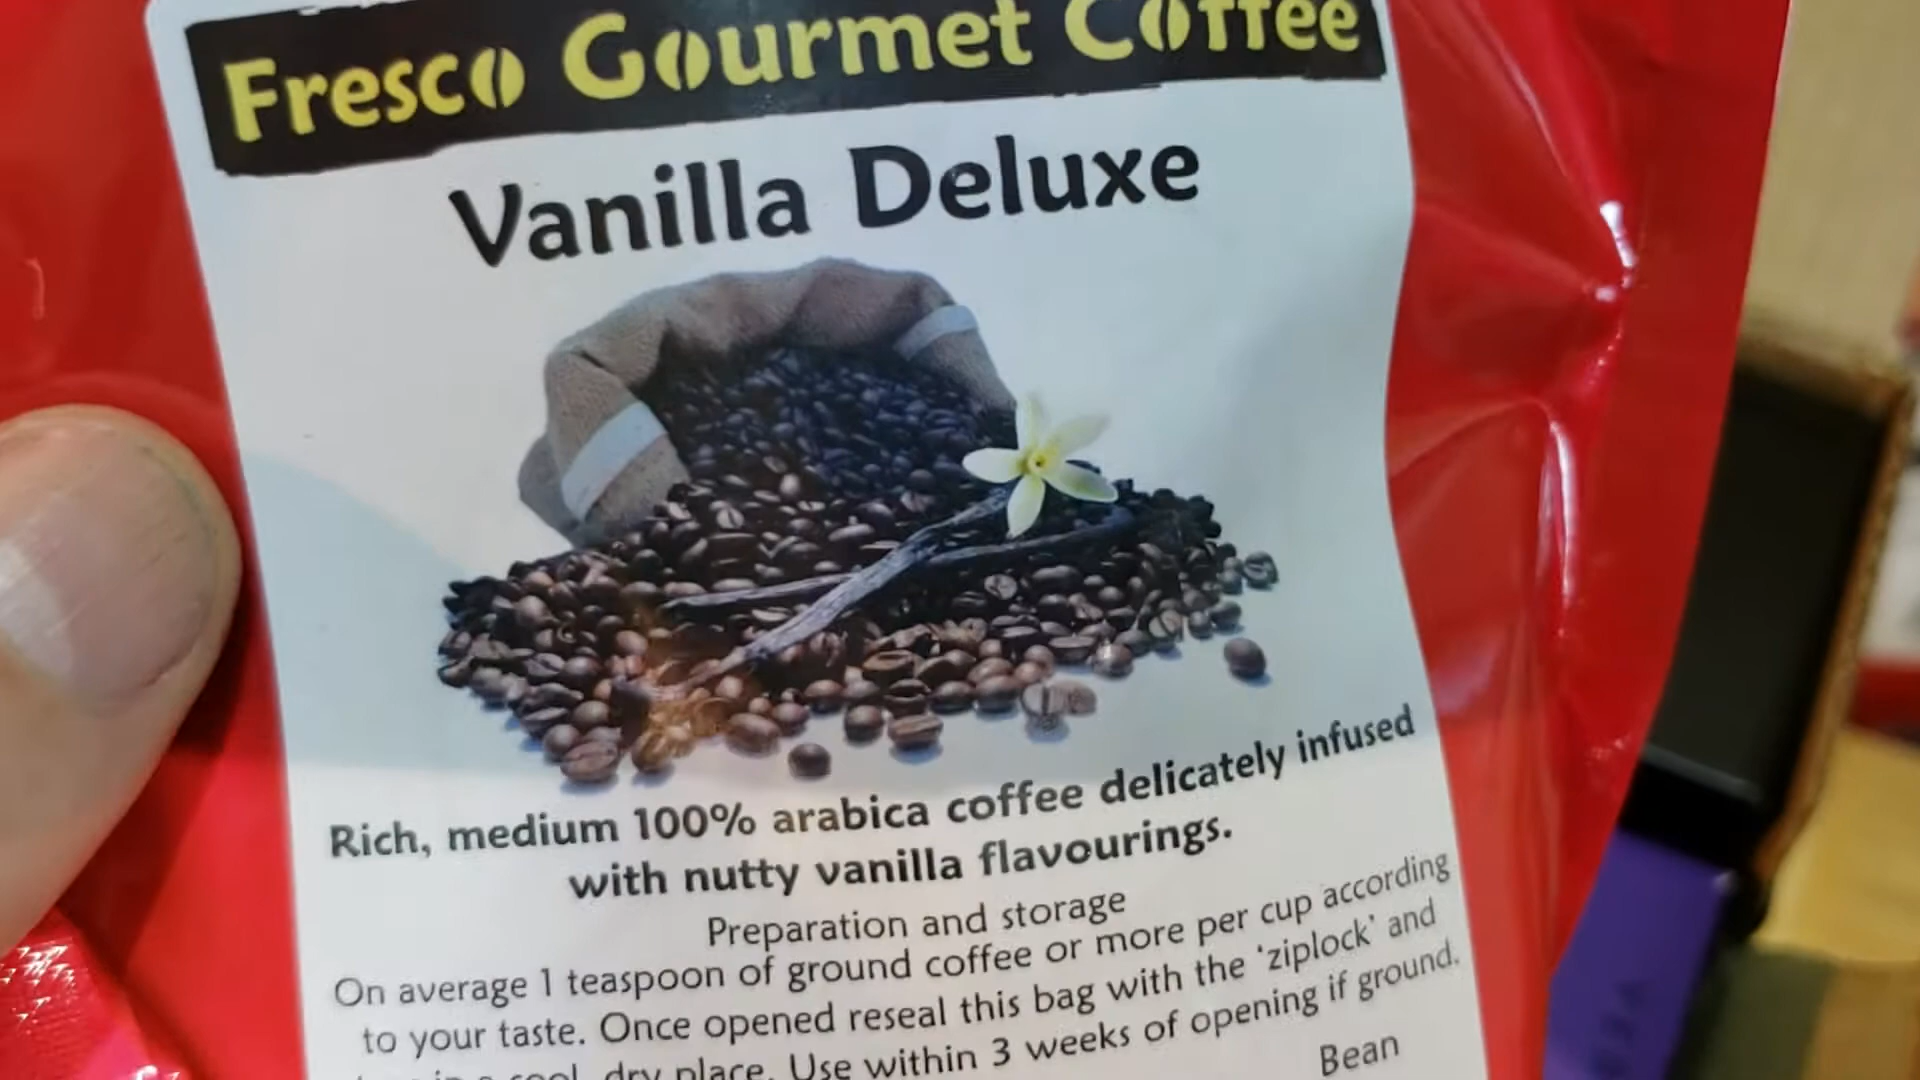 Fresco Gourmet Coffee
Vanilla Deluxe
Rich, medium 100% arabica coffee delicately infused
with nutty vanilla flavourings.
Preparation and storage
On average 1 teaspoon of ground coffee or more per cup according
to your taste. Once opened reseal this bag with the ‘ziplock’ and
in a cool, dry place. Use within 3 weeks of opening if ground.
Bean